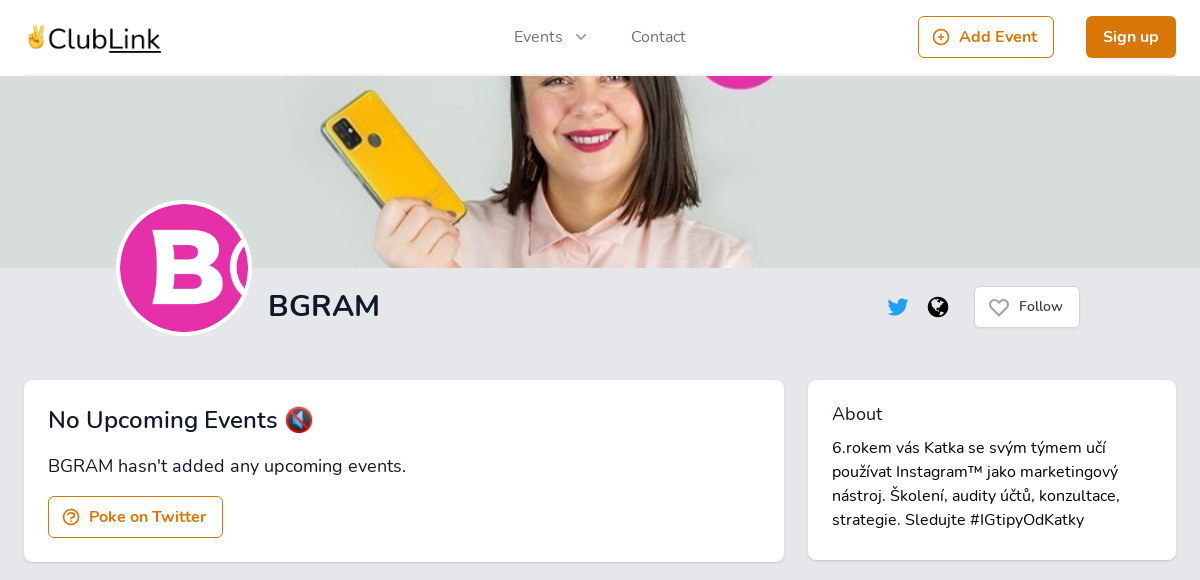 ClubLink
Events
Contact
Add Event
Sign up
BGRAM
Follow
No Upcoming Events
BGRAM hasn't added any upcoming events.
Poke on Twitter
About
6.rokem vás Katka se svým týmem učí
používat Instagram™ jako marketingový
nástroj. Školení, audity účtů, konzultace,
strategie. Sledujte #IGtipyOdKatky